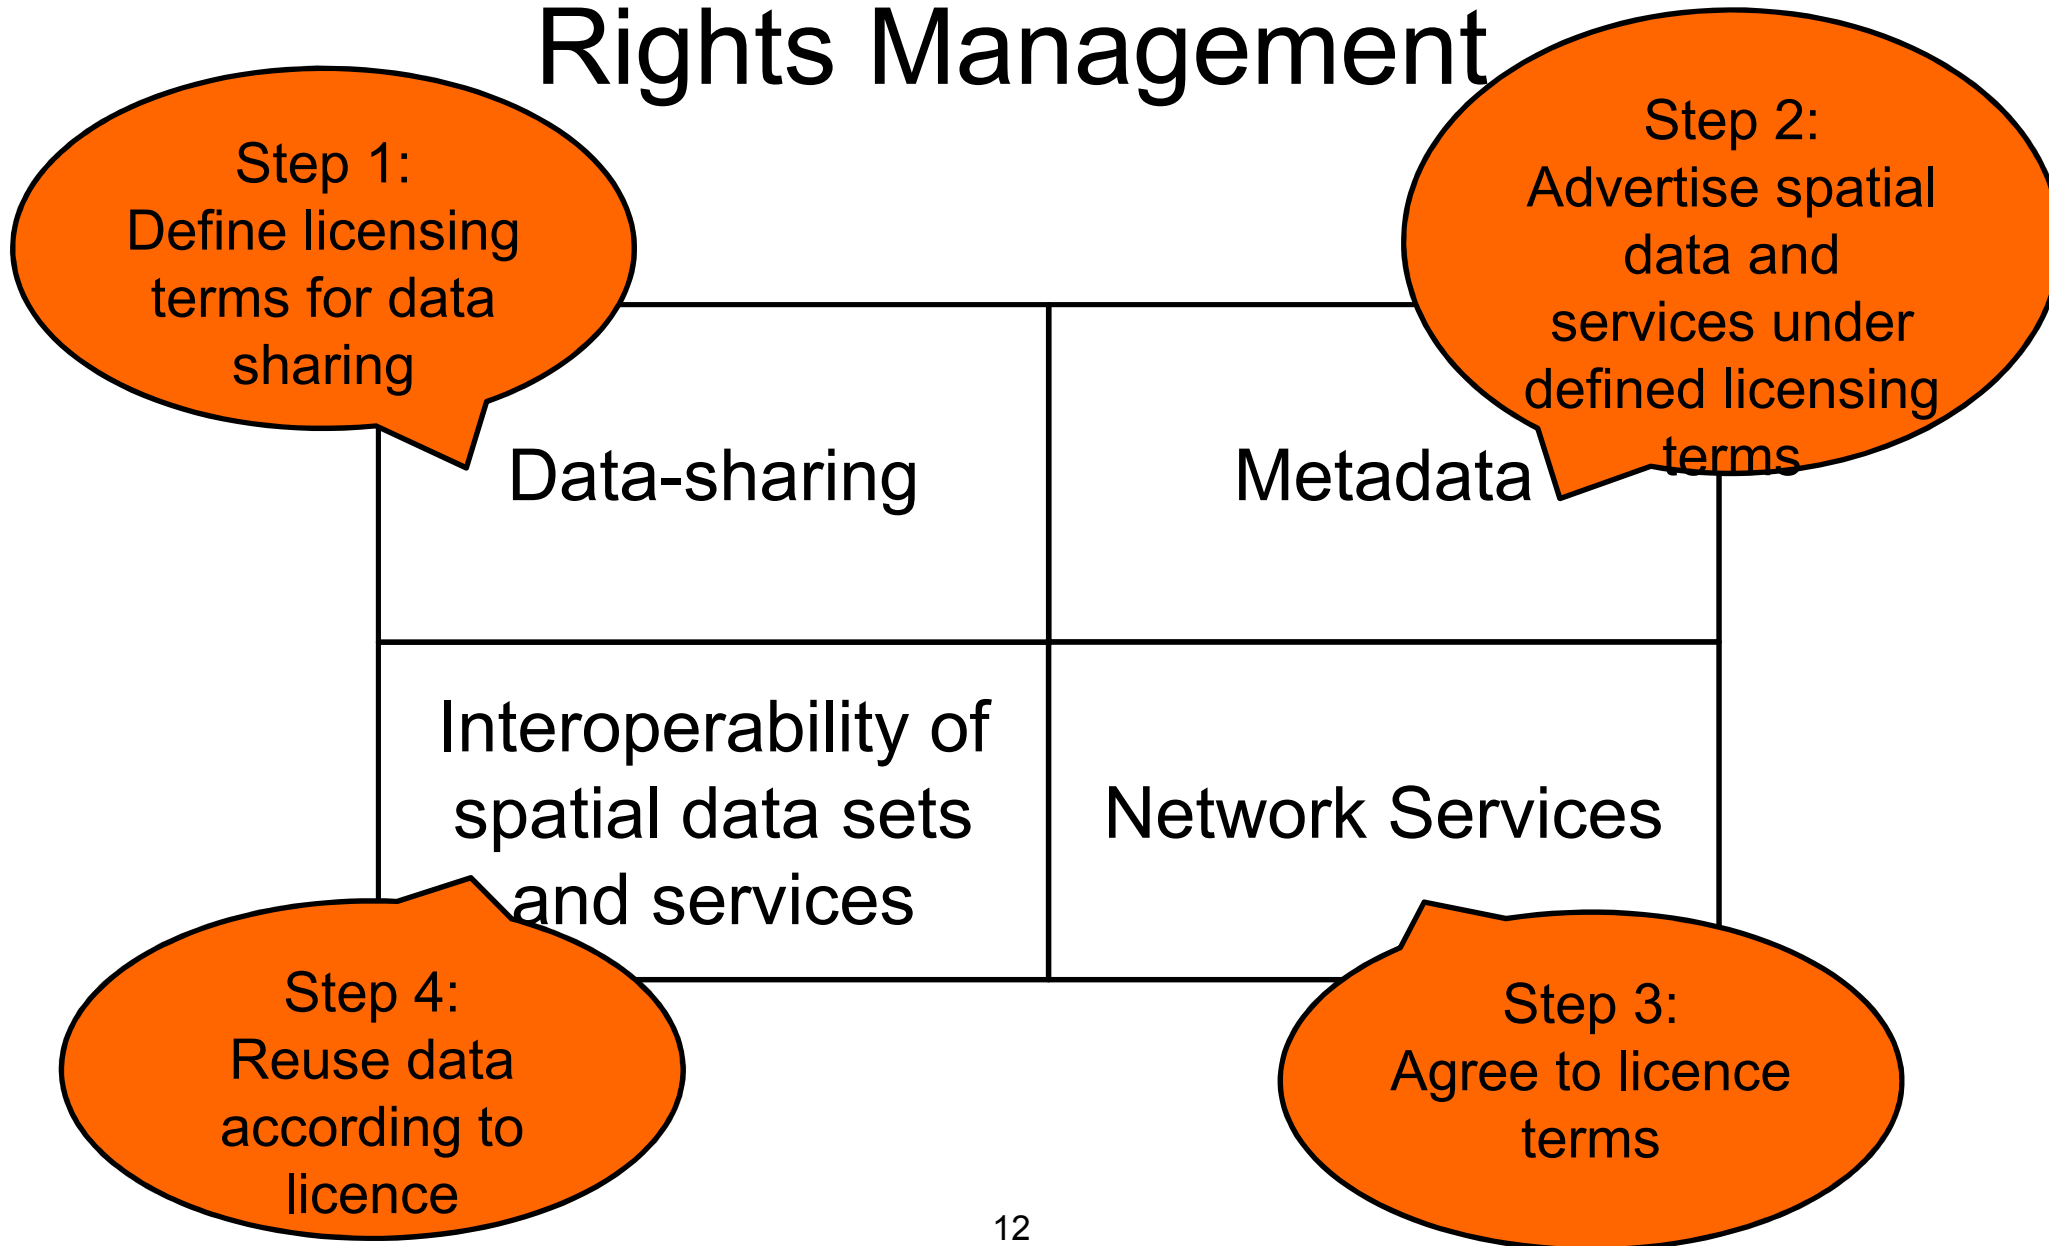 Rights Management
Step 1:
Define licensing
terms for data
sharing
Step 2:
Advertise spatial
data and
services under
defined licensing
terms
Data-sharing
Metadata
Interoperability of
spatial data sets
and services
Network Services
Step 4:
Reuse data
according to
licence
Step 3:
Agree to licence
terms
12